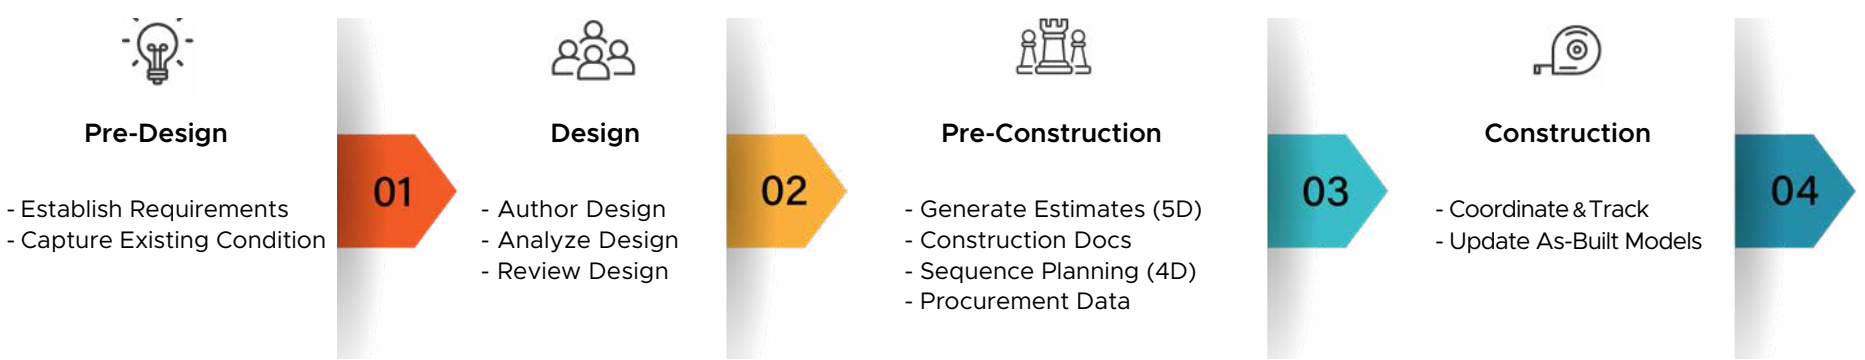 Pre-Design
- Establish Requirements
- Capture Existing Condition
01
Design
- Author Design
- Analyze Design
- Review Design
02
Pre-Construction
- Generate Estimates (5D)
- Construction Docs
- Sequence Planning (4D)
- Procurement Data
03
Construction
- Coordinate & Track
- Update As-Built Models
04